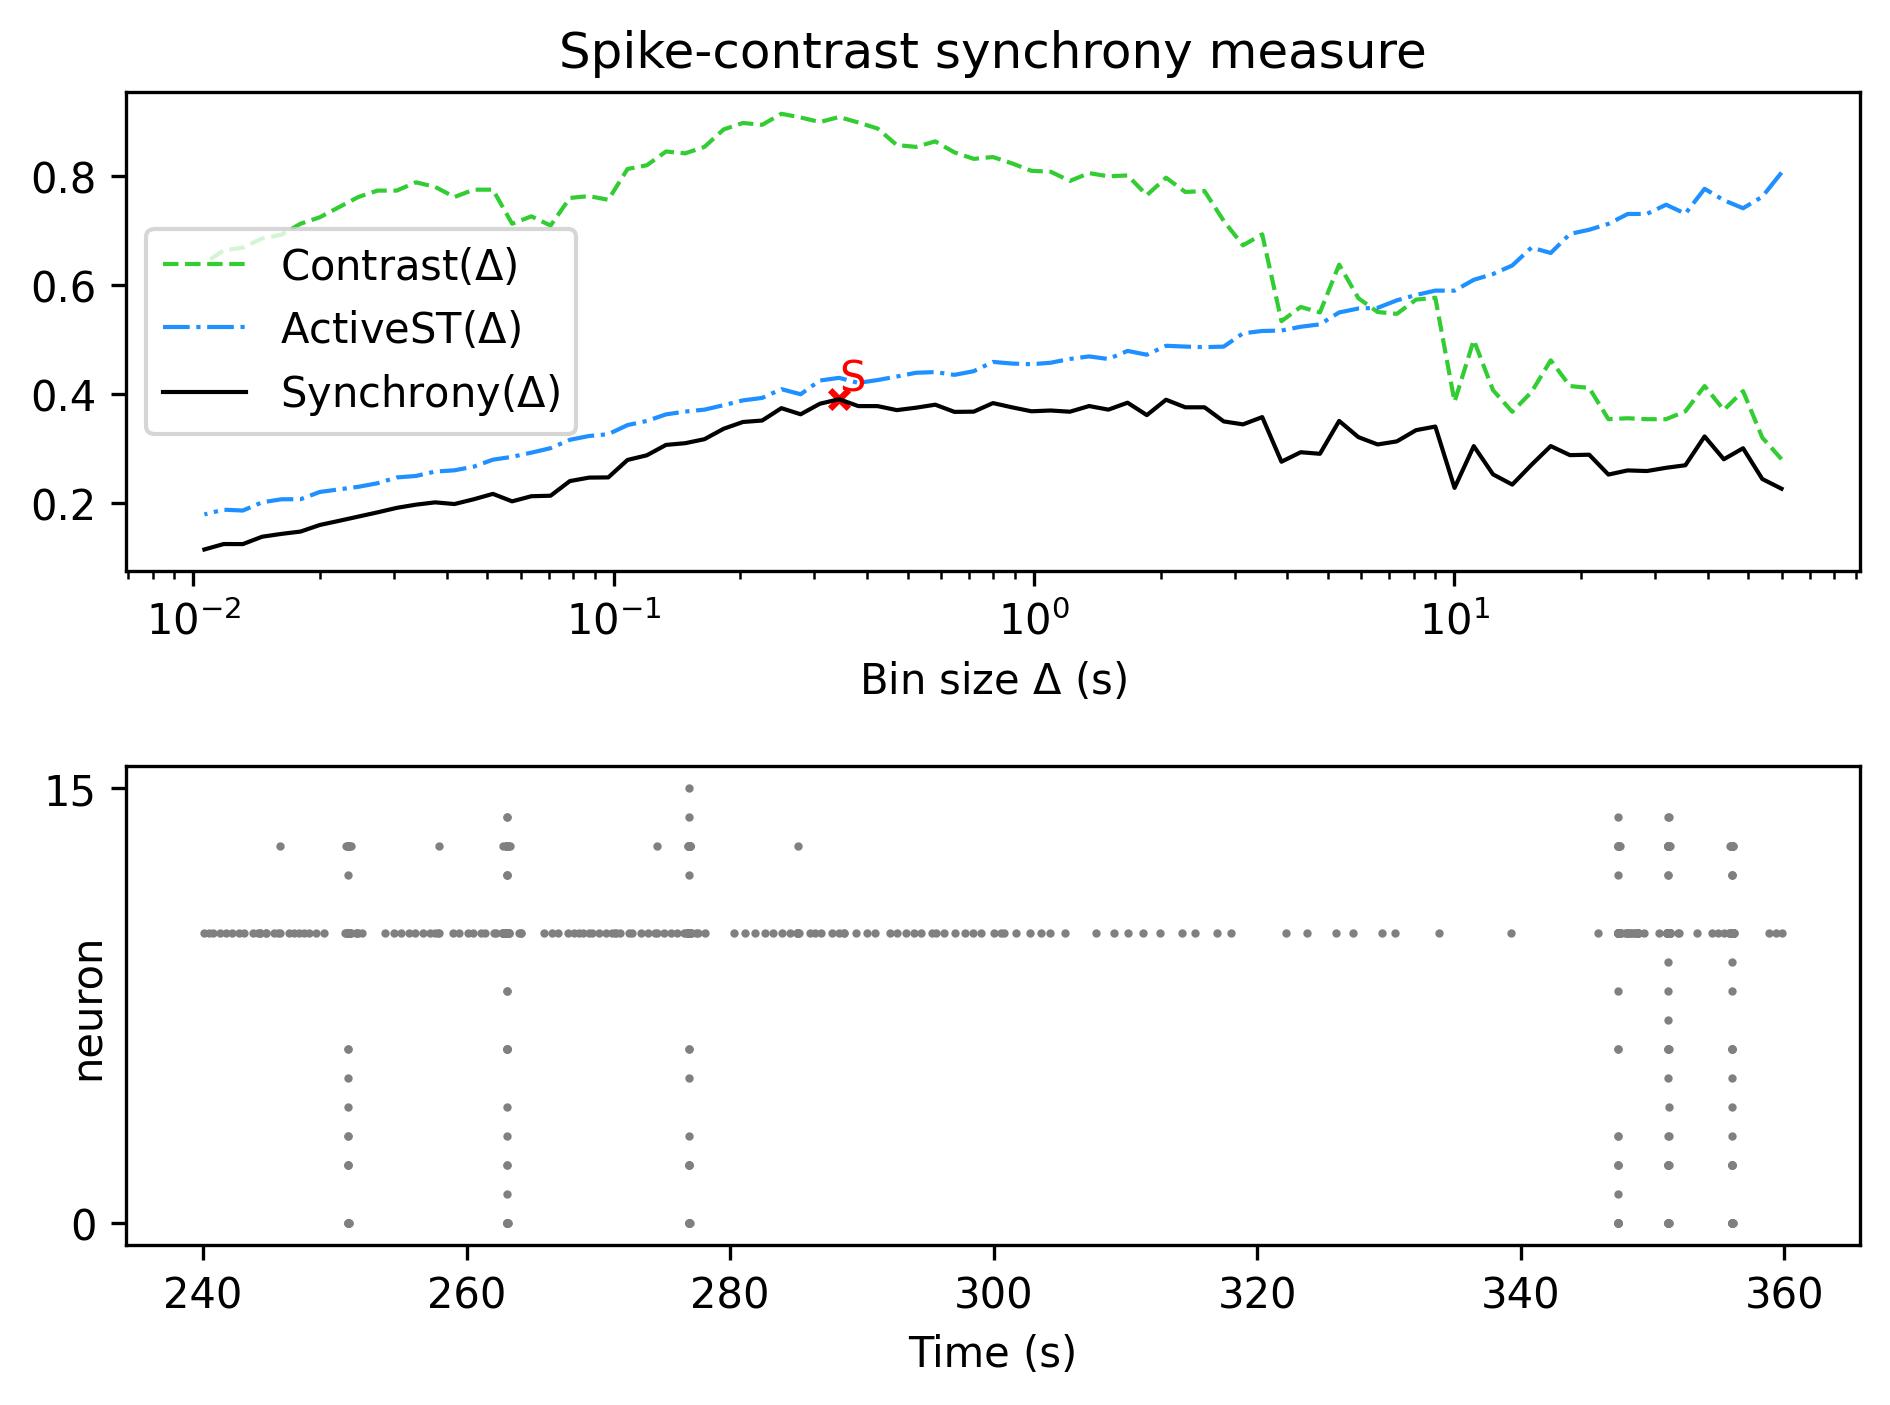 Spike-contrast synchrony measure
0.8
0.6
0.4
0.2
Contrast(Δ)
ActiveST(Δ)
Synchrony(Δ)
S
10⁻² 10⁻¹ 10⁰ 10¹
Bin size Δ (s)
15
0
neuron
240 260 280 300 320 340 360
Time (s)